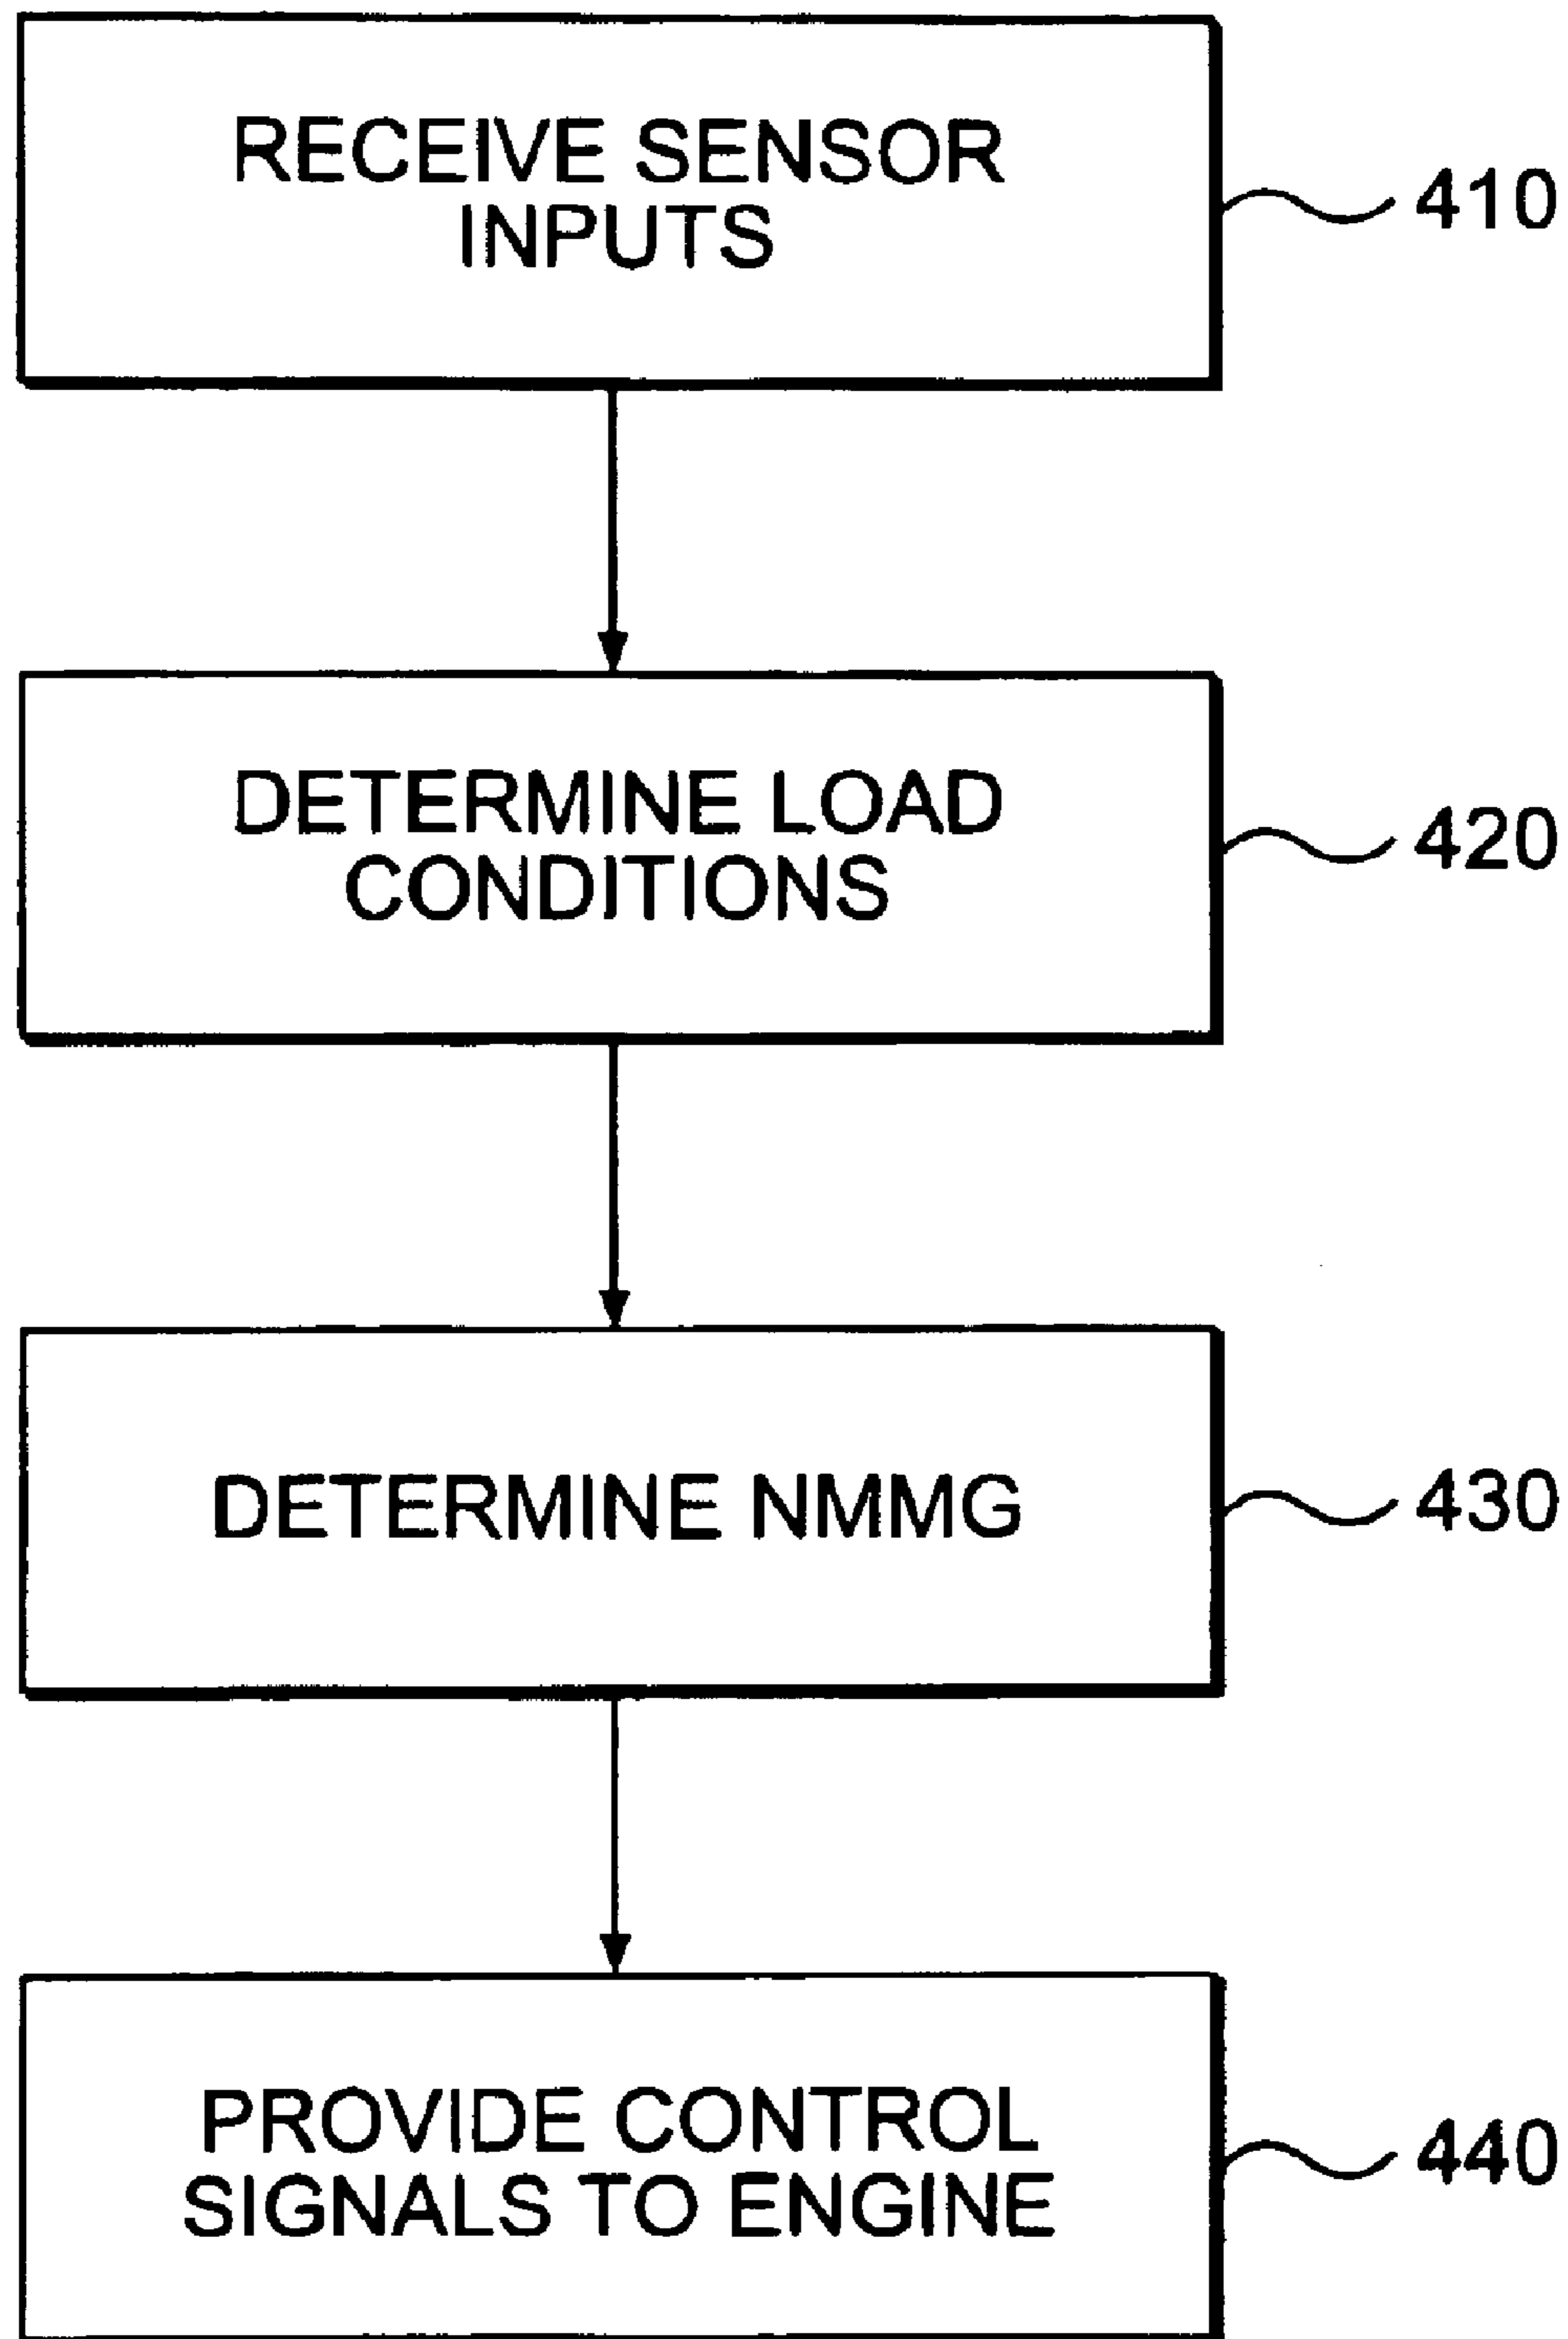 RECEIVE SENSOR
INPUTS
410
DETERMINE LOAD
CONDITIONS
420
DETERMINE NMMG
430
PROVIDE CONTROL
SIGNALS TO ENGINE
440